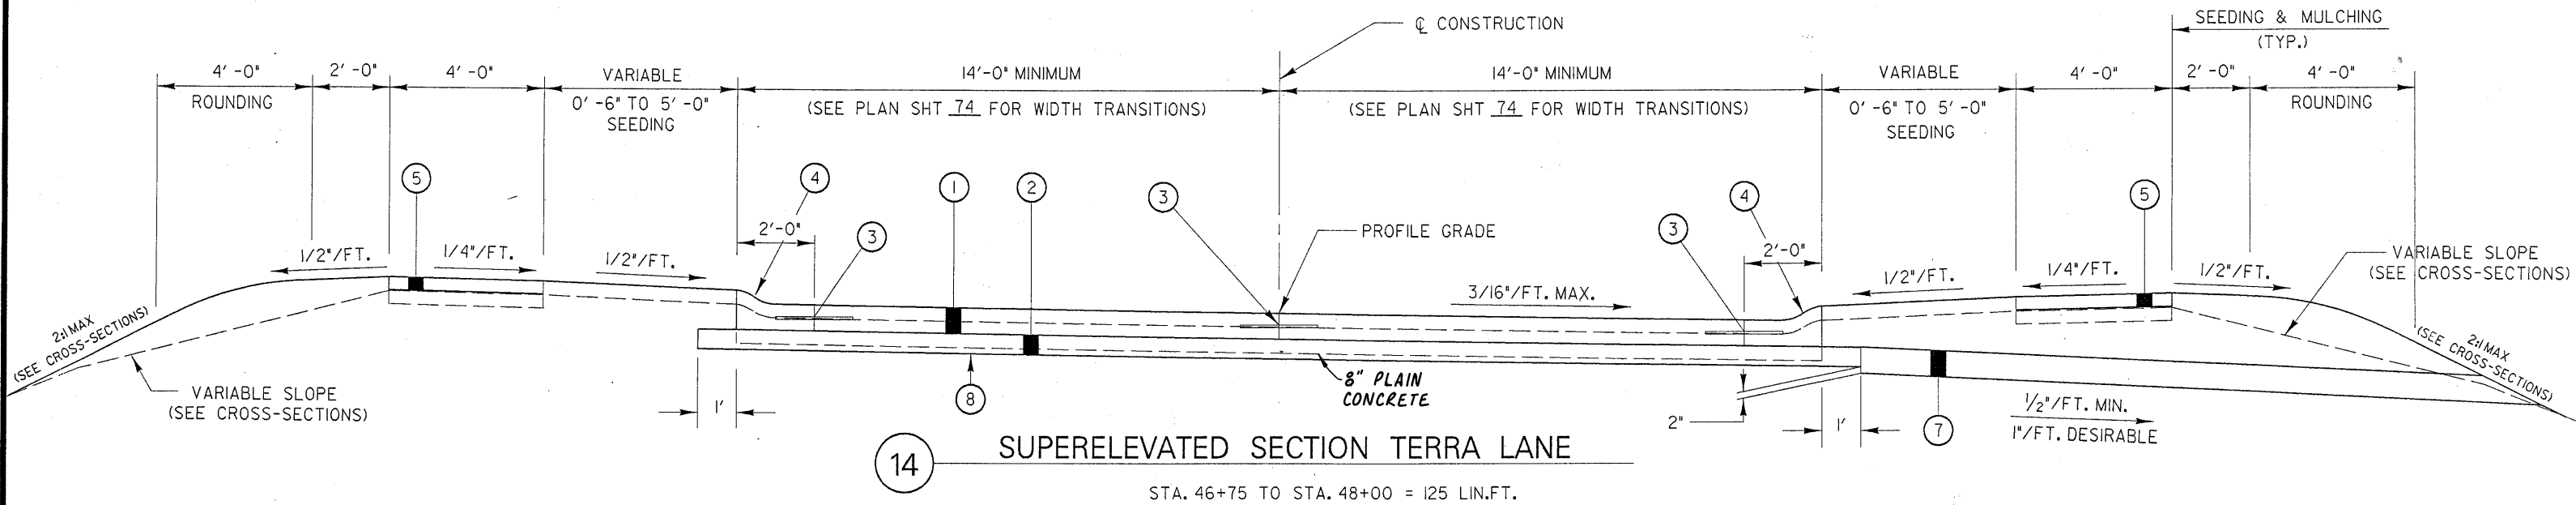 ℄ CONSTRUCTION
SEEDING & MULCHING
(TYP.)
4'-0"
2'-0"
4'-0"
VARIABLE
14'-0" MINIMUM
14'-0" MINIMUM
VARIABLE
4'-0"
2'-0"
4'-0"
ROUNDING
0'-6" TO 5'-0"
SEEDING
(SEE PLAN SHT 74 FOR WIDTH TRANSITIONS)
(SEE PLAN SHT 74 FOR WIDTH TRANSITIONS)
0'-6" TO 5'-0"
SEEDING
ROUNDING
5
4
1
2
3
4
5
2'-0"
3
PROFILE GRADE
3
2'-0"
1/2"/FT.
1/4"/FT.
1/2"/FT.
3/16"/FT. MAX.
1/2"/FT.
1/4"/FT.
1/2"/FT.
VARIABLE SLOPE
(SEE CROSS-SECTIONS)
2:1 MAX
(SEE CROSS-SECTIONS)
2:1 MAX
(SEE CROSS-SECTIONS)
VARIABLE SLOPE
(SEE CROSS-SECTIONS)
1'
8
8" PLAIN
CONCRETE
2"
1'
7
1/2"/FT. MIN.
1"/FT. DESIRABLE
14
SUPERELEVATED SECTION TERRA LANE
STA. 46+75 TO STA. 48+00 = 125 LIN.FT.